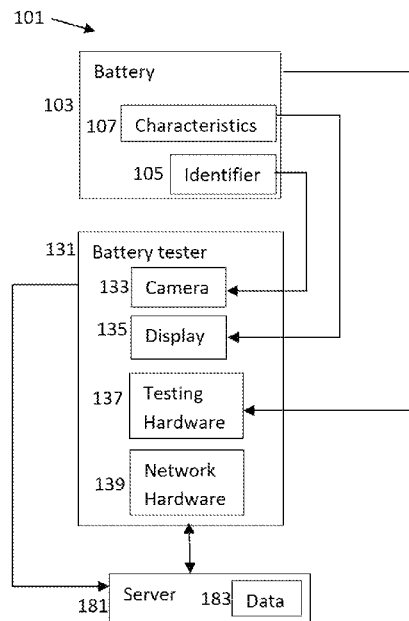 101
Battery
103
107 Characteristics
105 Identifier
131 Battery tester
133 Camera
135 Display
137 Testing
Hardware
139 Network
Hardware
181 Server 183 Data